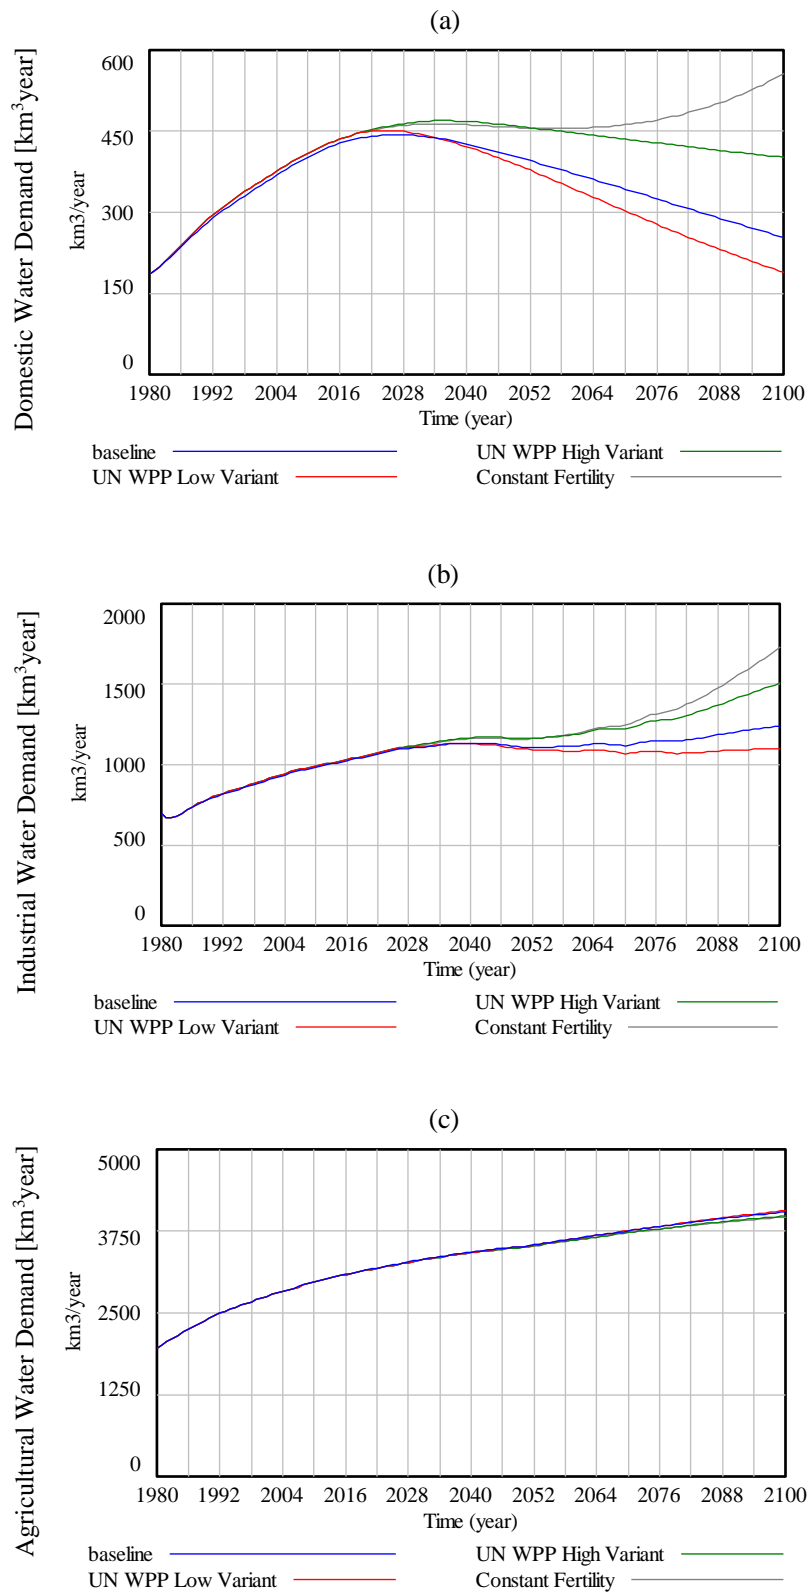 (a)
Domestic Water Demand [km³year]
km3/year
600
450
300
150
0
1980 1992 2004 2016 2028 2040 2052 2064 2076 2088 2100
Time (year)
baseline UN WPP High Variant
UN WPP Low Variant Constant Fertility
(b)
Industrial Water Demand [km³year]
km3/year
2000
1500
1000
500
0
1980 1992 2004 2016 2028 2040 2052 2064 2076 2088 2100
Time (year)
baseline UN WPP High Variant
UN WPP Low Variant Constant Fertility
(c)
Agricultural Water Demand [km³year]
km3/year
5000
3750
2500
1250
0
1980 1992 2004 2016 2028 2040 2052 2064 2076 2088 2100
Time (year)
baseline UN WPP High Variant
UN WPP Low Variant Constant Fertility